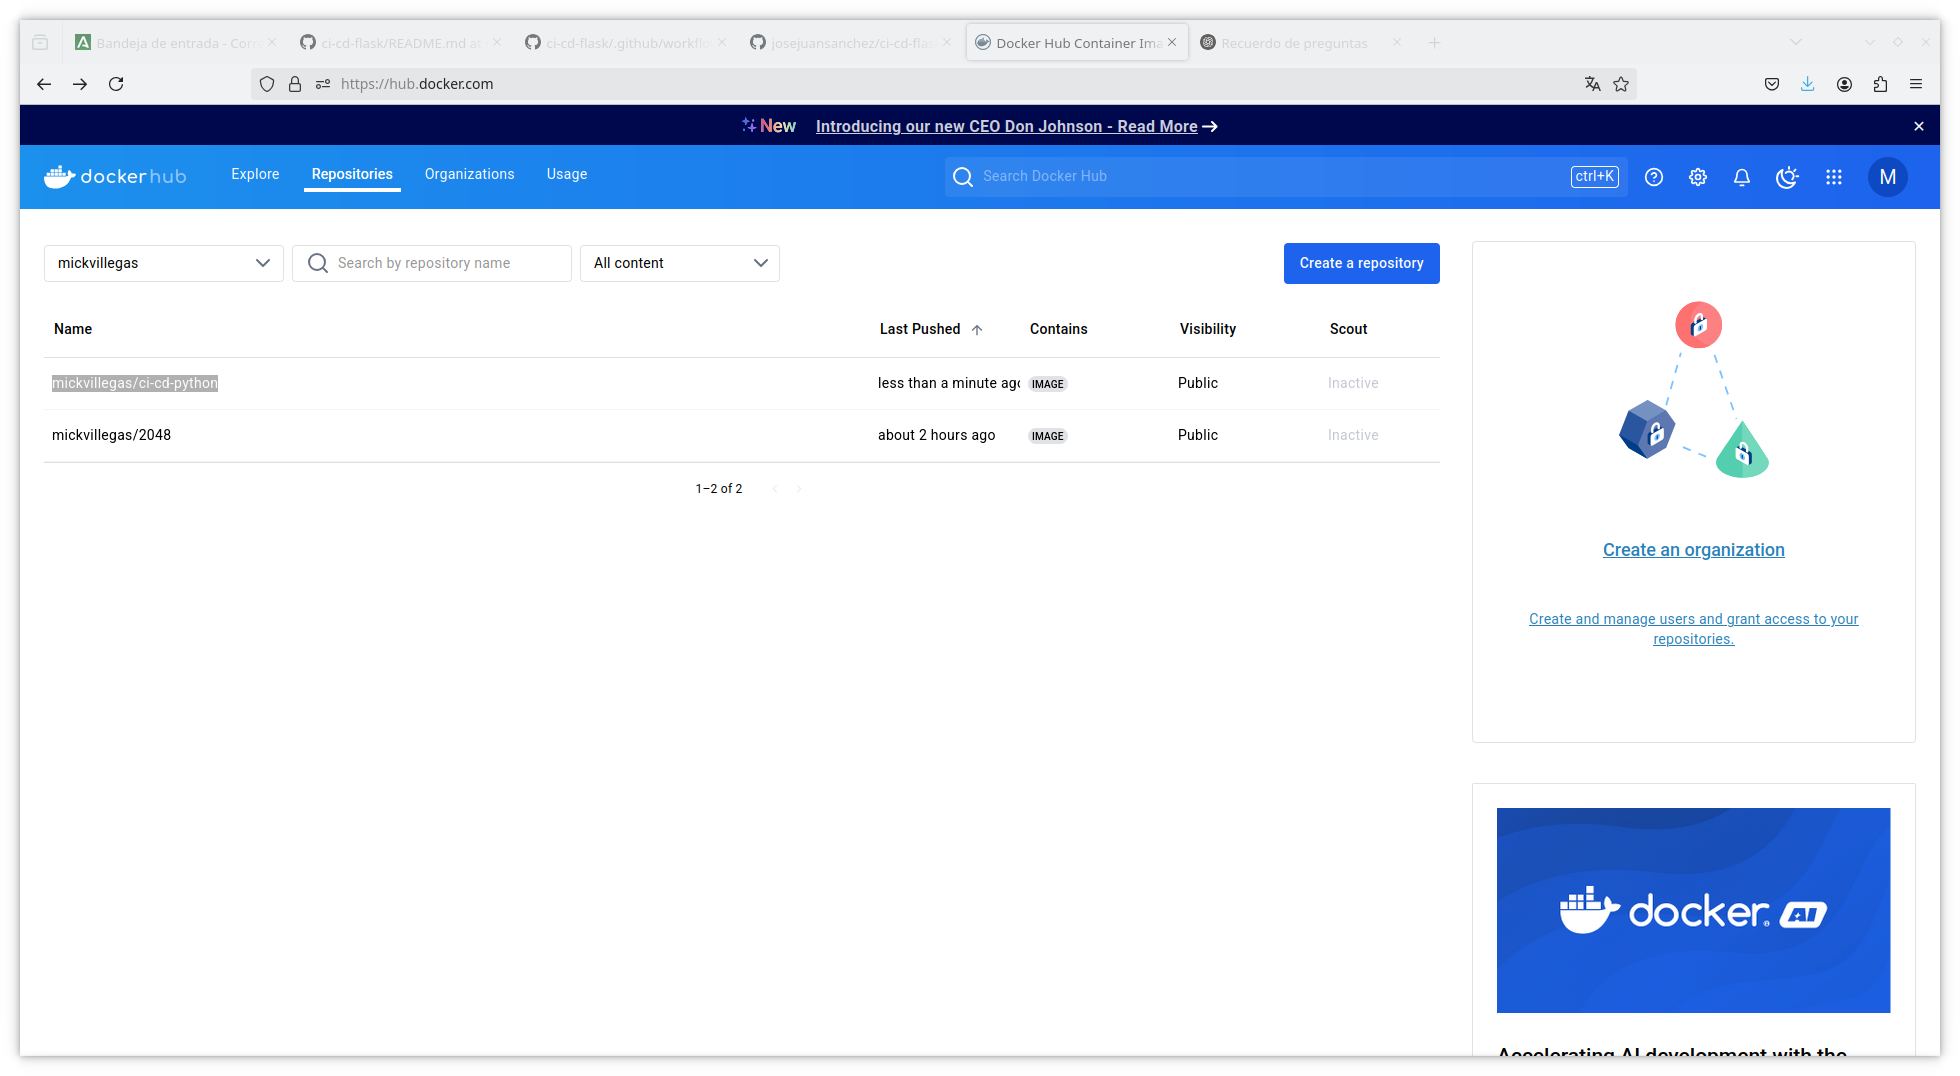 Bandeja de entrada - Corr
ci-cd-flask/README.md at
ci-cd-flask/.github/workflo
josejuansanchez/ci-cd-flas
Docker Hub Container Ima
Recuerdo de preguntas
https://hub.docker.com
New Introducing our new CEO Don Johnson - Read More
dockerhub Explore Repositories Organizations Usage Search Docker Hub ctrl+K M
mickvillegas Search by repository name All content Create a repository
Name Last Pushed Contains Visibility Scout
mickvillegas/ci-cd-python less than a minute ago IMAGE Public Inactive
mickvillegas/2048 about 2 hours ago IMAGE Public Inactive
1–2 of 2
Create an organization
Create and manage users and grant access to your
repositories.
docker AI
Accelerating AI development with the